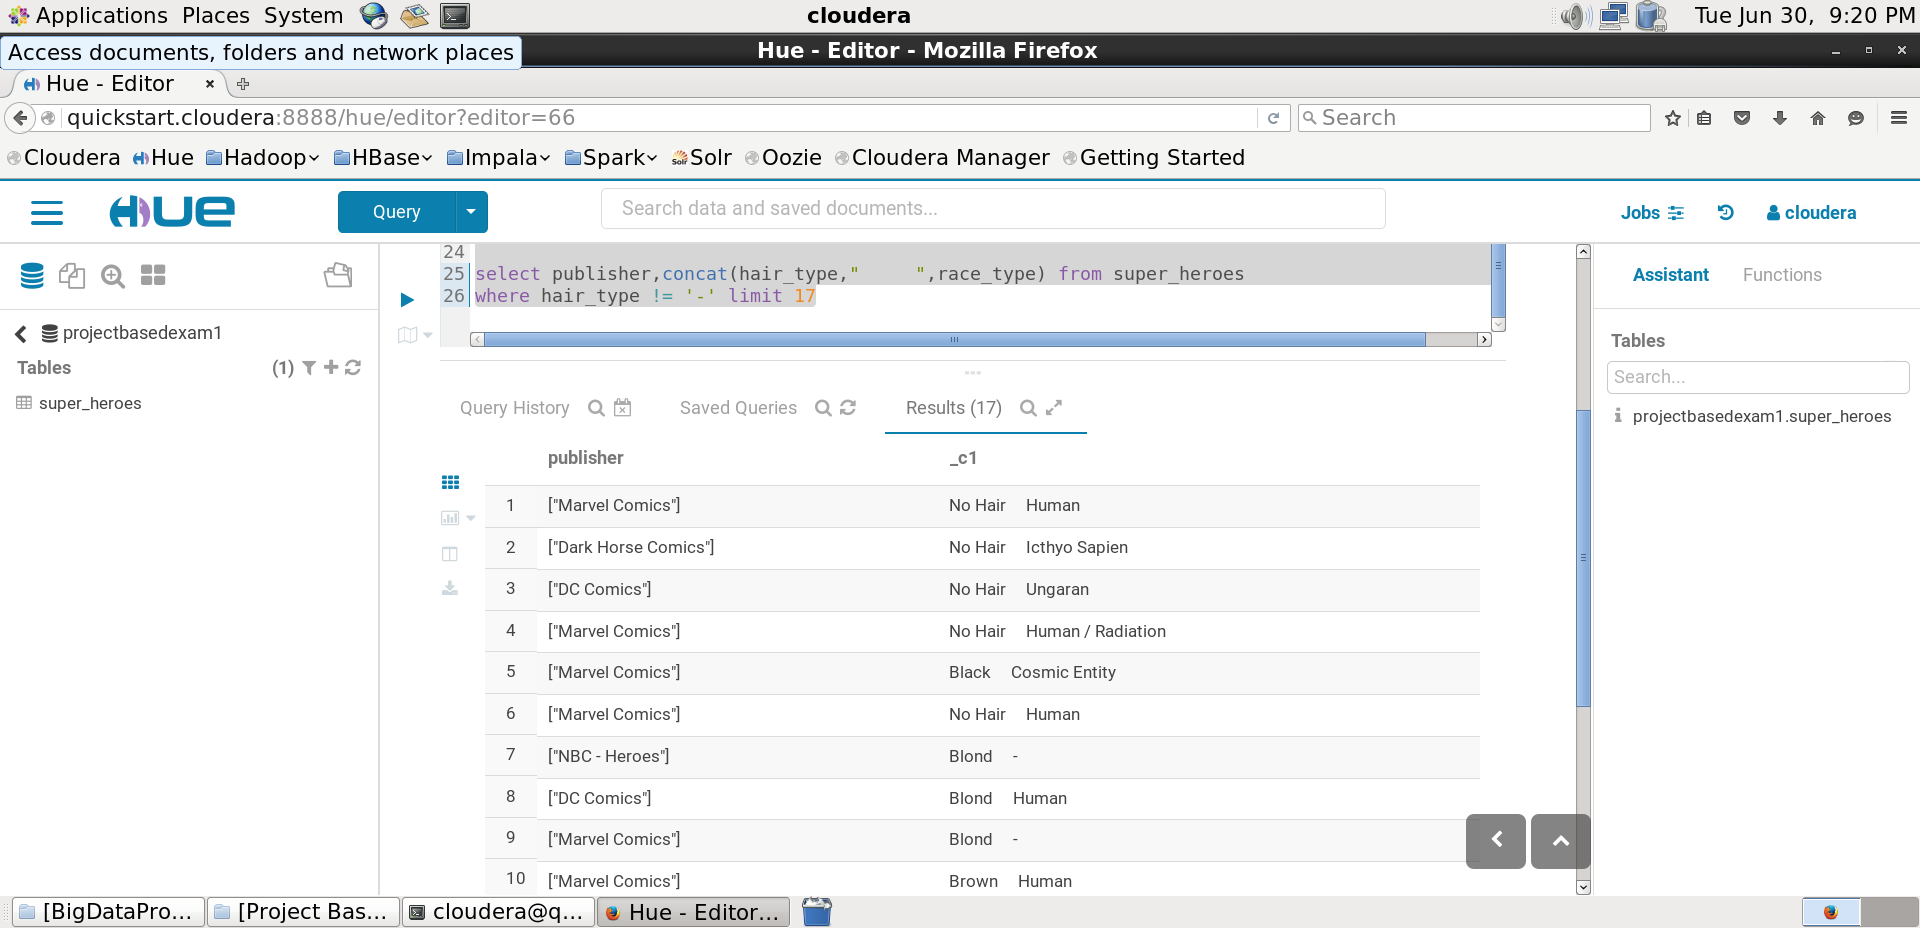 Applications Places System
cloudera
Tue Jun 30, 9:20 PM
Access documents, folders and network places
Hue - Editor - Mozilla Firefox
Hue - Editor
quickstart.cloudera:8888/hue/editor?editor=66
Search
Cloudera Hue Hadoop HBase Impala Spark Solr Oozie Cloudera Manager Getting Started
HUE
Query
Search data and saved documents...
Jobs
cloudera
projectbasedexam1
Tables (1)
super_heroes
24
25 select publisher,concat(hair_type,"     ",race_type) from super_heroes
26 where hair_type != '-' limit 17
Query History
Saved Queries
Results (17)
publisher _c1
1 ["Marvel Comics"] No Hair     Human
2 ["Dark Horse Comics"] No Hair     Icthyo Sapien
3 ["DC Comics"] No Hair     Ungaran
4 ["Marvel Comics"] No Hair     Human / Radiation
5 ["Marvel Comics"] Black     Cosmic Entity
6 ["Marvel Comics"] No Hair     Human
7 ["NBC - Heroes"] Blond     -
8 ["DC Comics"] Blond     Human
9 ["Marvel Comics"] Blond     -
10 ["Marvel Comics"] Brown     Human
Assistant Functions
Tables
Search...
projectbasedexam1.super_heroes
[BigDataPro... [Project Bas... cloudera@q... Hue - Editor...